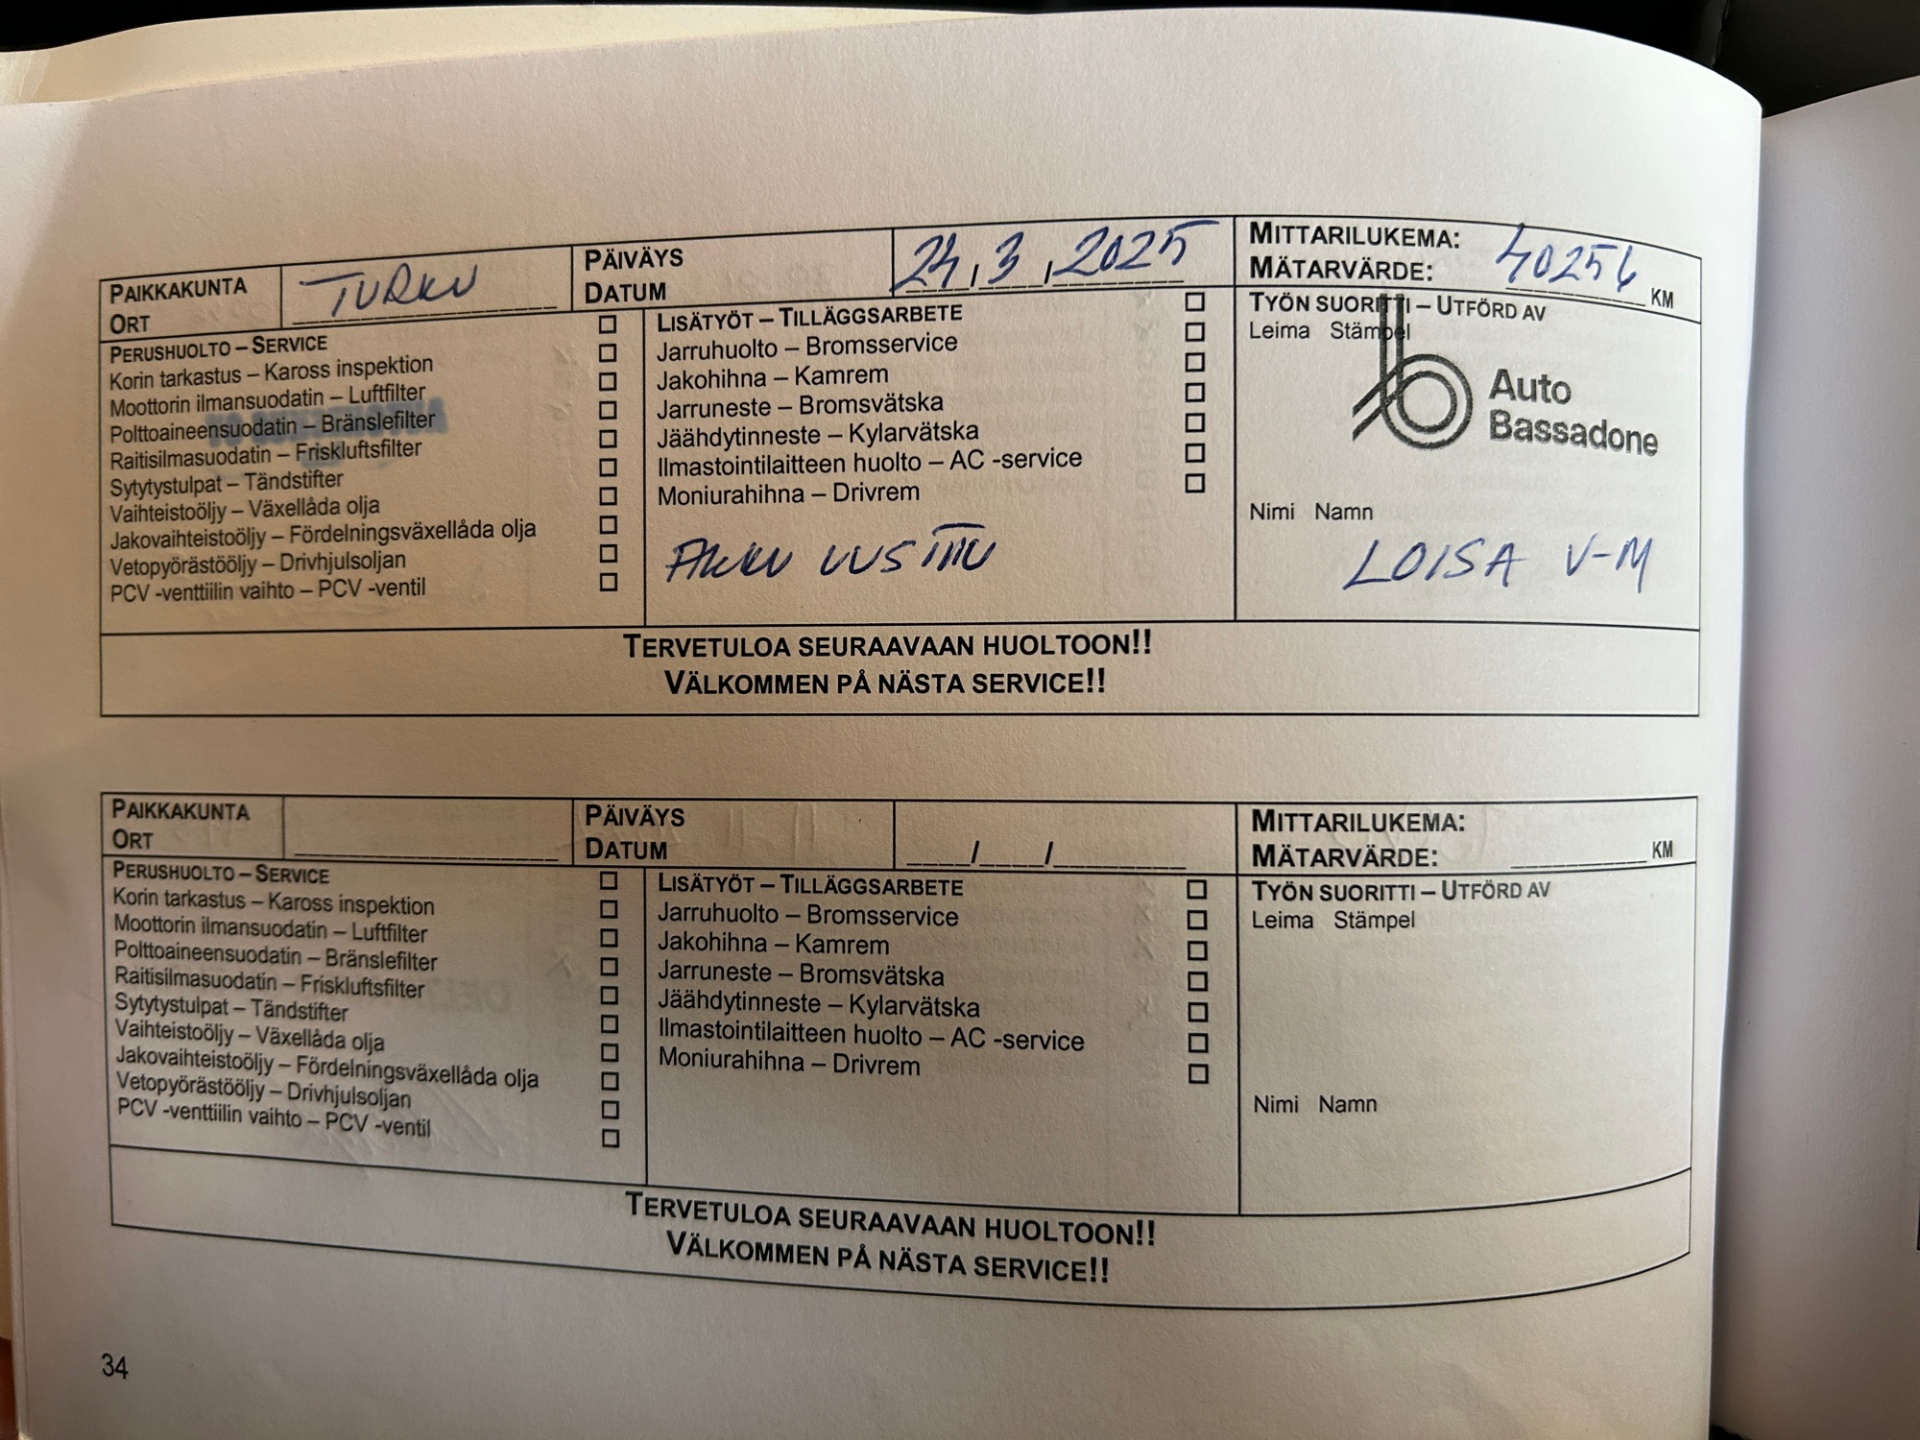 PAIKKAKUNTA
ORT
TURKU
PÄIVÄYS
DATUM
24/3/2025
MITTARILUKEMA:
MÄTARVÄRDE: 40256 KM
PERUSHUOLTO – SERVICE
Korin tarkastus – Kaross inspektion
Moottorin ilmansuodatin – Luftfilter
Polttoaineensuodatin – Bränslefilter
Raitisilmasuodatin – Friskluftsfilter
Sytytystulpat – Tändstifter
Vaihteistoöljy – Växellåda olja
Jakovaihteistoöljy – Fördelningsväxellåda olja
Vetopyörästööljy – Drivhjulsoljan
PCV -venttiilin vaihto – PCV -ventil
LISÄTYÖT – TILLÄGGSARBETE
Jarruhuolto – Bromsservice
Jakohihna – Kamrem
Jarruneste – Bromsvätska
Jäähdytinneste – Kylarvätska
Ilmastointilaitteen huolto – AC -service
Moniurahihna – Drivrem
AKKU UUSITTU
TYÖN SUORITTI – UTFÖRD AV
Leima Stämpel
Auto
Bassadone
Nimi Namn
LOISA V-M
TERVETULOA SEURAAVAAN HUOLTOON!!
VÄLKOMMEN PÅ NÄSTA SERVICE!!
PAIKKAKUNTA
ORT
PÄIVÄYS
DATUM
MITTARILUKEMA:
MÄTARVÄRDE: KM
PERUSHUOLTO – SERVICE
Korin tarkastus – Kaross inspektion
Moottorin ilmansuodatin – Luftfilter
Polttoaineensuodatin – Bränslefilter
Raitisilmasuodatin – Friskluftsfilter
Sytytystulpat – Tändstifter
Vaihteistoöljy – Växellåda olja
Jakovaihteistoöljy – Fördelningsväxellåda olja
Vetopyörästööljy – Drivhjulsoljan
PCV -venttiilin vaihto – PCV -ventil
LISÄTYÖT – TILLÄGGSARBETE
Jarruhuolto – Bromsservice
Jakohihna – Kamrem
Jarruneste – Bromsvätska
Jäähdytinneste – Kylarvätska
Ilmastointilaitteen huolto – AC -service
Moniurahihna – Drivrem
TYÖN SUORITTI – UTFÖRD AV
Leima Stämpel
Nimi Namn
TERVETULOA SEURAAVAAN HUOLTOON!!
VÄLKOMMEN PÅ NÄSTA SERVICE!!
34